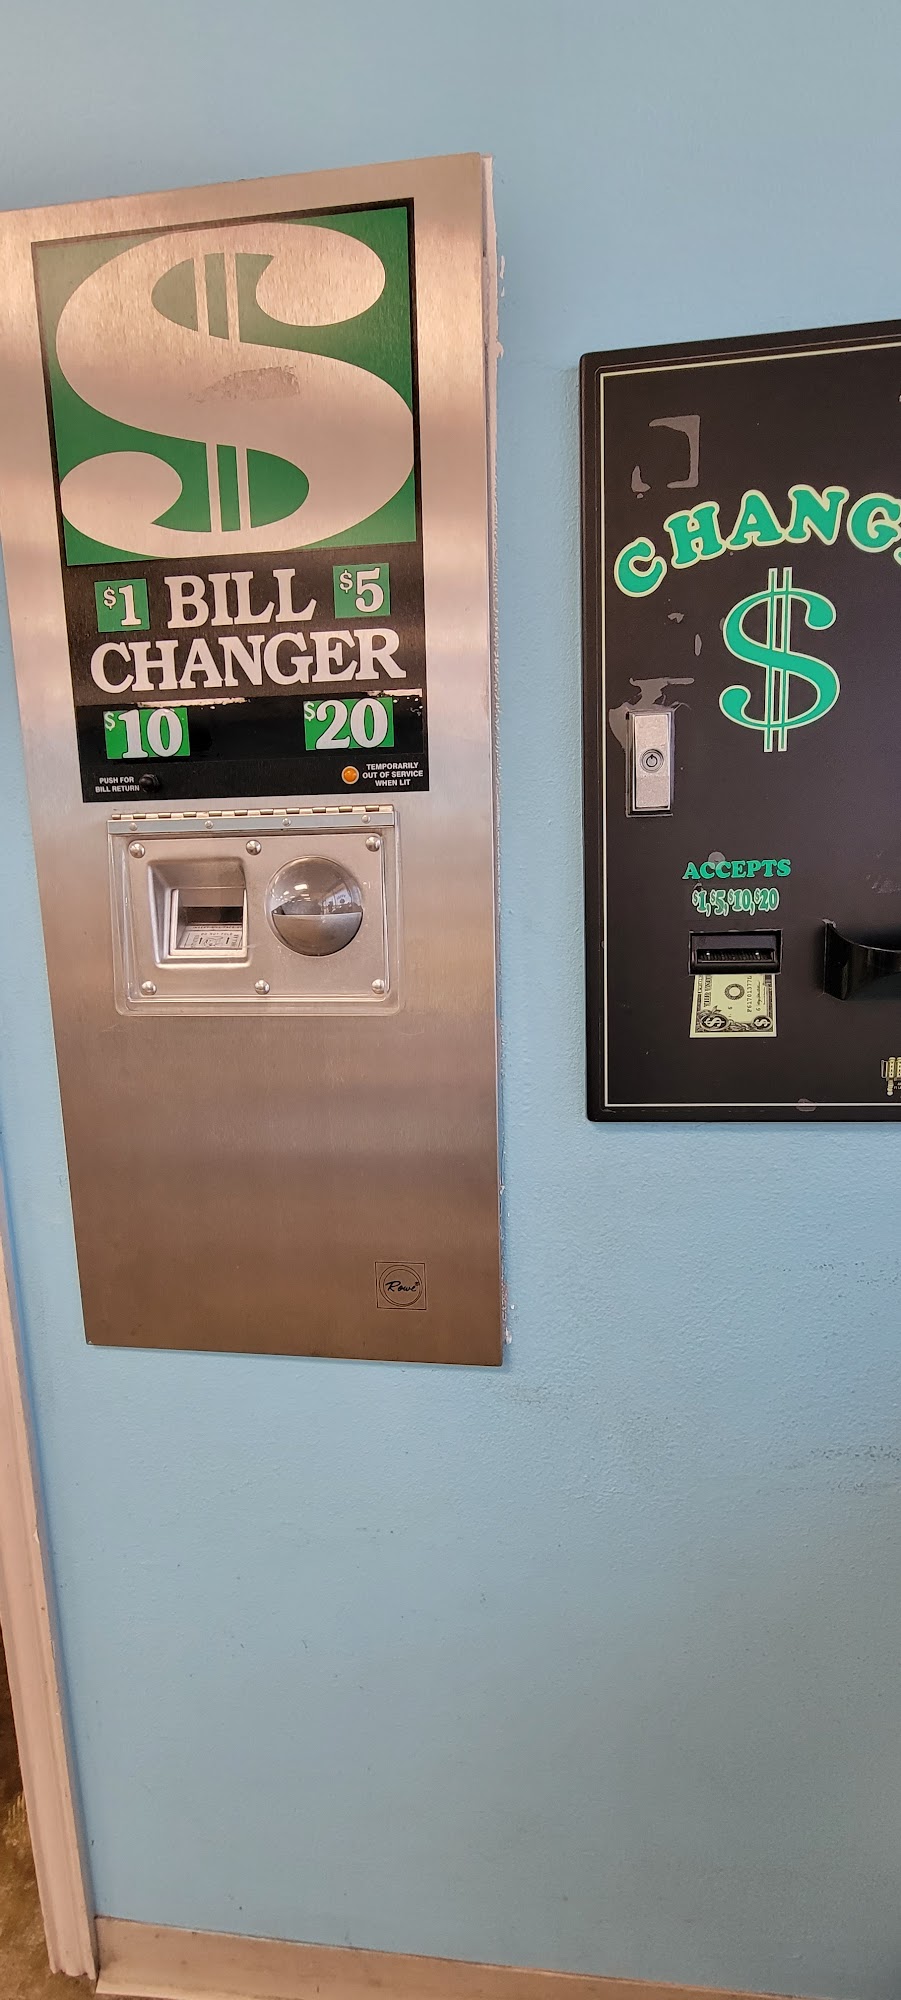 $1 BILL $5
CHANGER
$10 $20
PUSH FOR
BILL RETURN
TEMPORARILY
OUT OF SERVICE
WHEN LIT
Rowe
CHANG
$
ACCEPTS
$1,$5,$10,$20